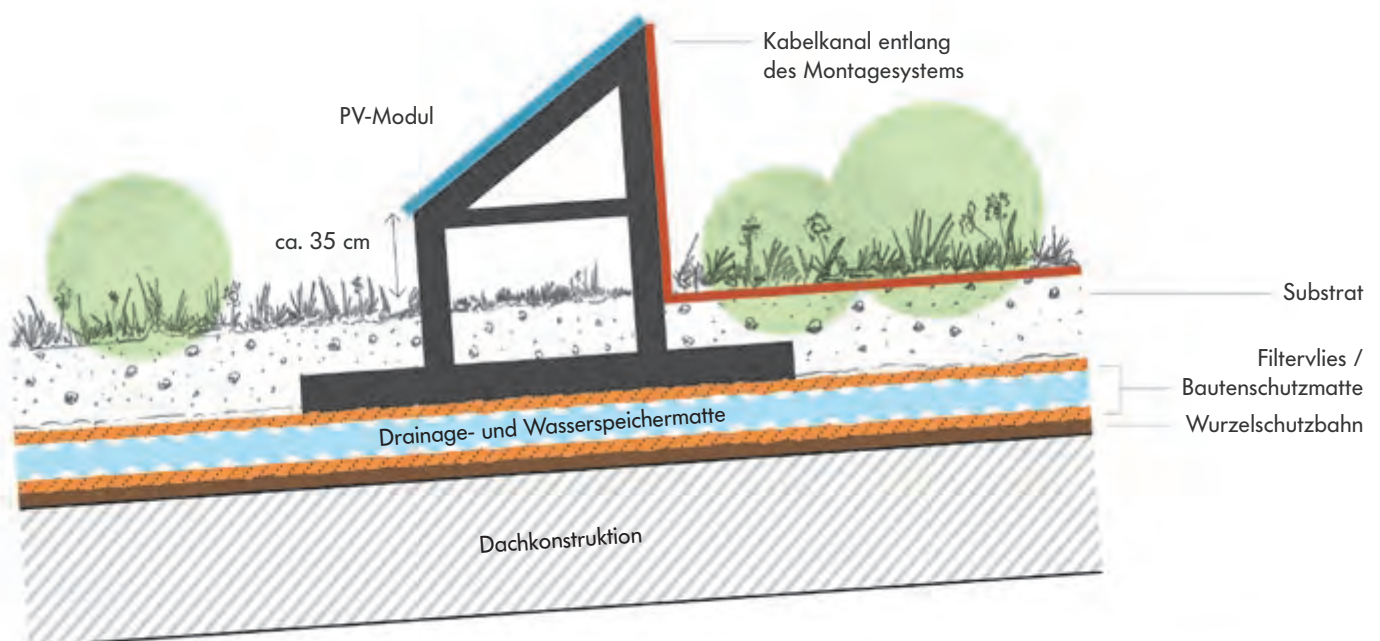 Kabelkanal entlang
des Montagesystems
PV-Modul
ca. 35 cm
Substrat
Filtervlies /
Bautenschutzmatte
Drainage- und Wasserspeichermatte
Wurzelschutzbahn
Dachkonstruktion